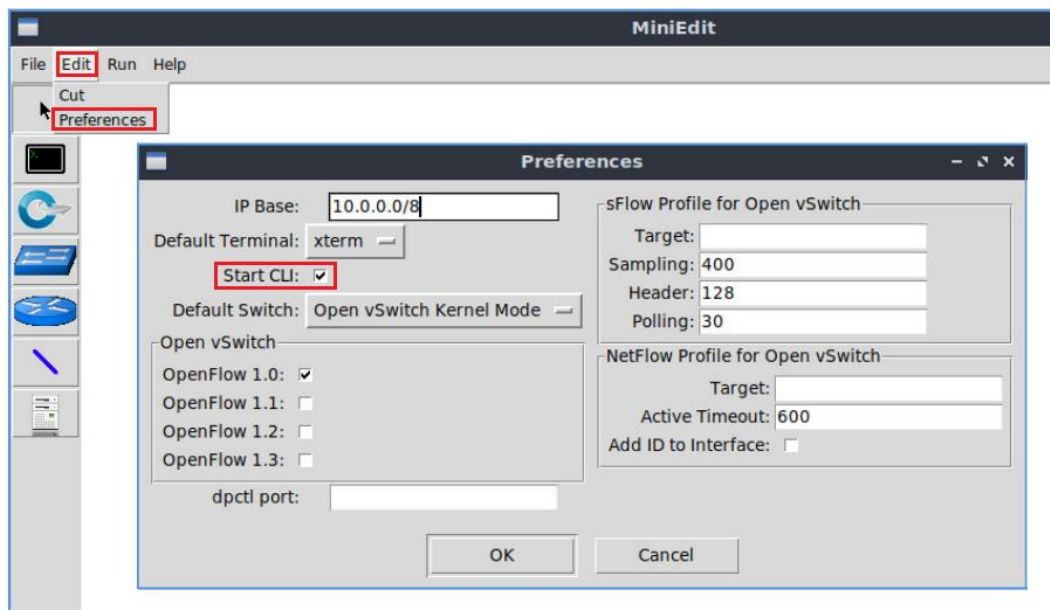 MiniEdit
File Edit Run Help
Cut
Preferences
Preferences
IP Base: 10.0.0.0/8
Default Terminal: xterm
Start CLI:
Default Switch: Open vSwitch Kernel Mode
Open vSwitch
OpenFlow 1.0:
OpenFlow 1.1:
OpenFlow 1.2:
OpenFlow 1.3:
dpctl port:
sFlow Profile for Open vSwitch
Target:
Sampling: 400
Header: 128
Polling: 30
NetFlow Profile for Open vSwitch
Target:
Active Timeout: 600
Add ID to Interface:
OK Cancel